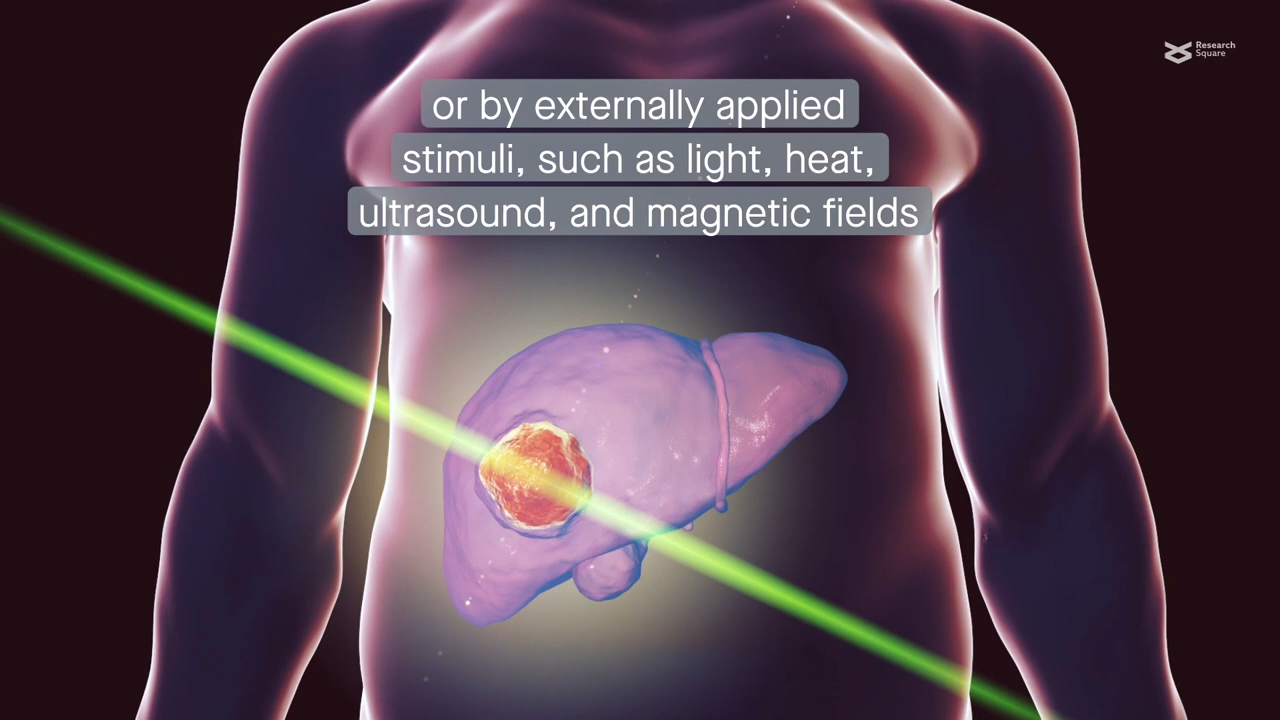 or by externally applied
stimuli, such as light, heat,
ultrasound, and magnetic fields
Research
Square